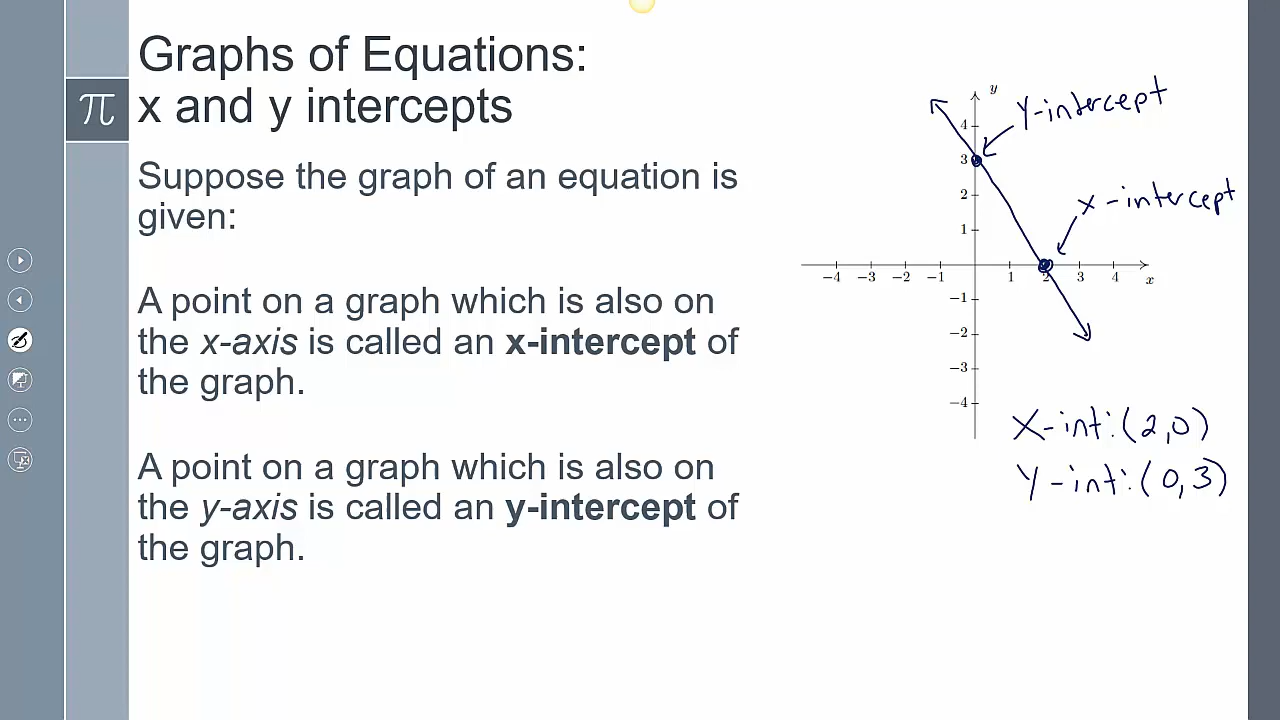 Graphs of Equations:
π
x and y intercepts
Suppose the graph of an equation is
given:
A point on a graph which is also on
the x-axis is called an x-intercept of
the graph.
A point on a graph which is also on
the y-axis is called an y-intercept of
the graph.
y
Y-intercept
4
3
2
x-intercept
1
−4 −3 −2 −1 1 2 3 4 x
−1
−2
−3
−4
X-int:(2,0)
Y-int:(0,3)